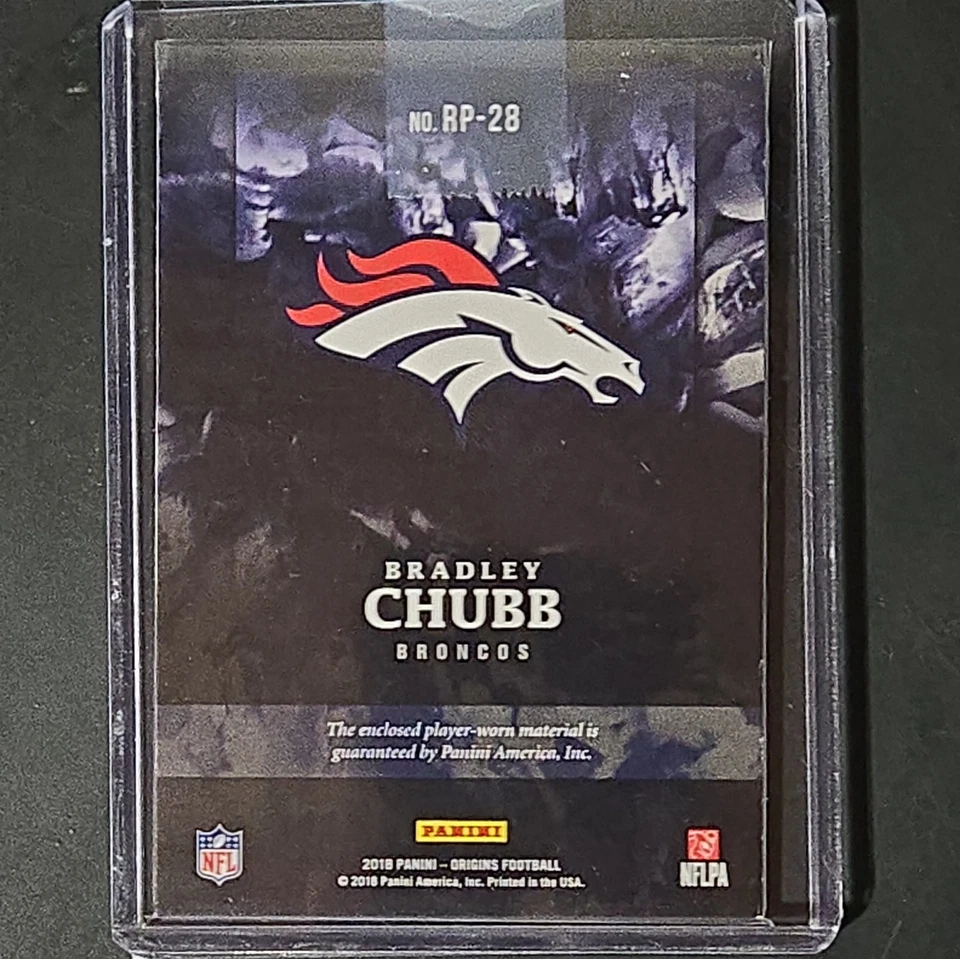 NO. RP-28
BRADLEY
CHUBB
BRONCOS
The enclosed player-worn material is
guaranteed by Panini America, Inc.
PANINI
NFL
2018 PANINI – ORIGINS FOOTBALL
© 2018 Panini America, Inc. Printed in the USA.
NFLPA